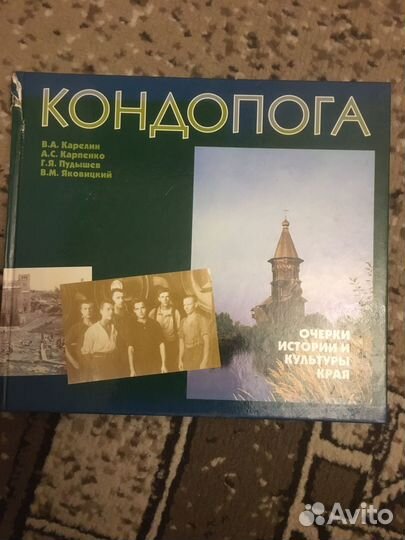 КОНДОПОГА
В.А. Карелин
А.С. Карпенко
Г.Я. Пудышев
В.М. Яковицкий
ОЧЕРКИ
ИСТОРИИ И
КУЛЬТУРЫ
КРАЯ
Avito